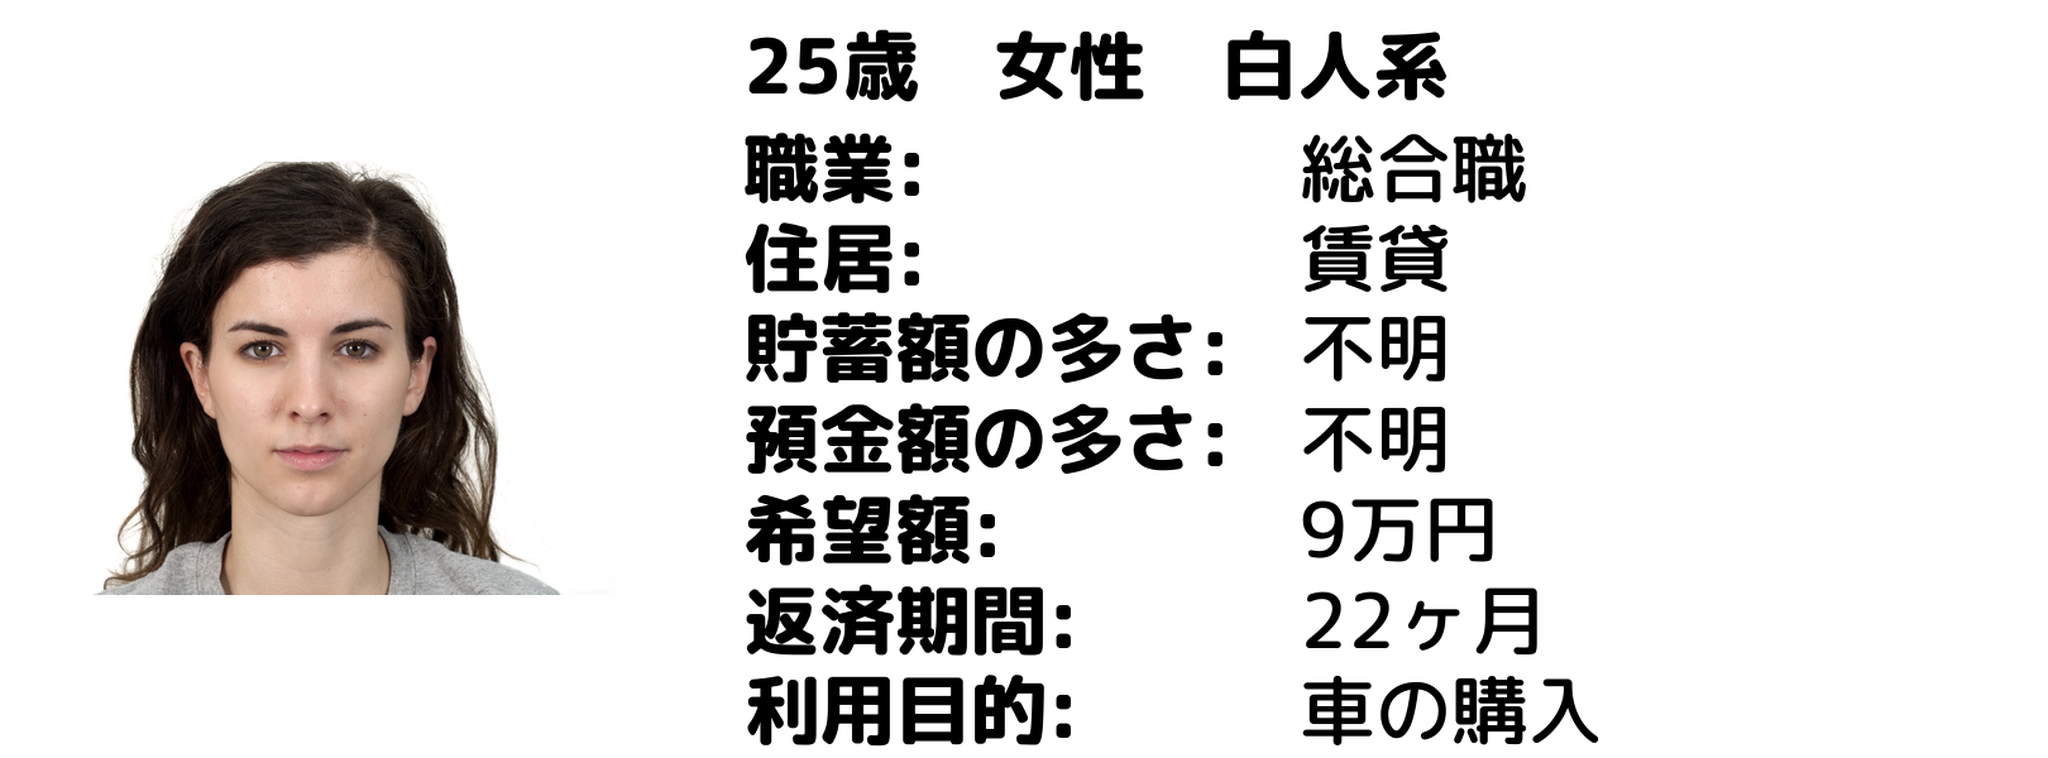 25歳　女性　白人系
職業: 総合職
住居: 賃貸
貯蓄額の多さ: 不明
預金額の多さ: 不明
希望額: 9万円
返済期間: 22ヶ月
利用目的: 車の購入